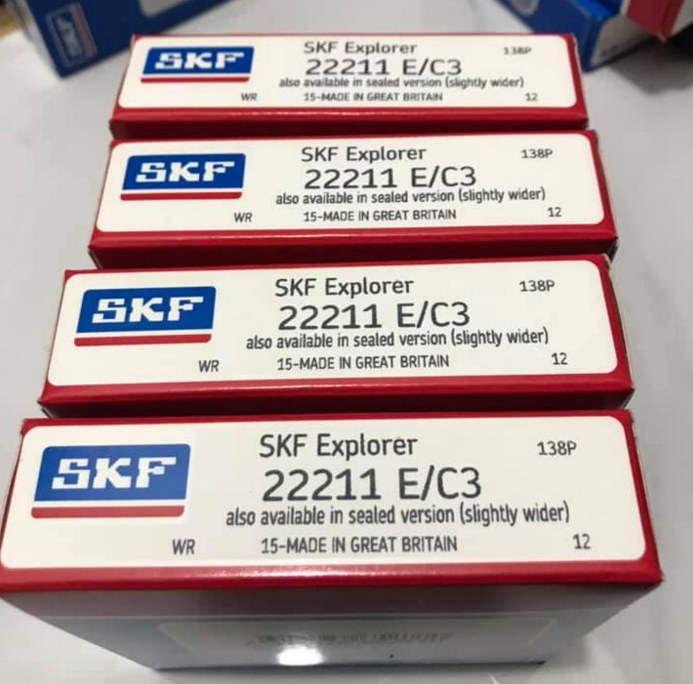 SKF
SKF Explorer 138P
22211 E/C3
also available in sealed version (slightly wider)
WR 15-MADE IN GREAT BRITAIN 12
SKF
SKF Explorer 138P
22211 E/C3
also available in sealed version (slightly wider)
WR 15-MADE IN GREAT BRITAIN 12
SKF
SKF Explorer 138P
22211 E/C3
also available in sealed version (slightly wider)
WR 15-MADE IN GREAT BRITAIN 12
SKF
SKF Explorer 138P
22211 E/C3
also available in sealed version (slightly wider)
WR 15-MADE IN GREAT BRITAIN 12